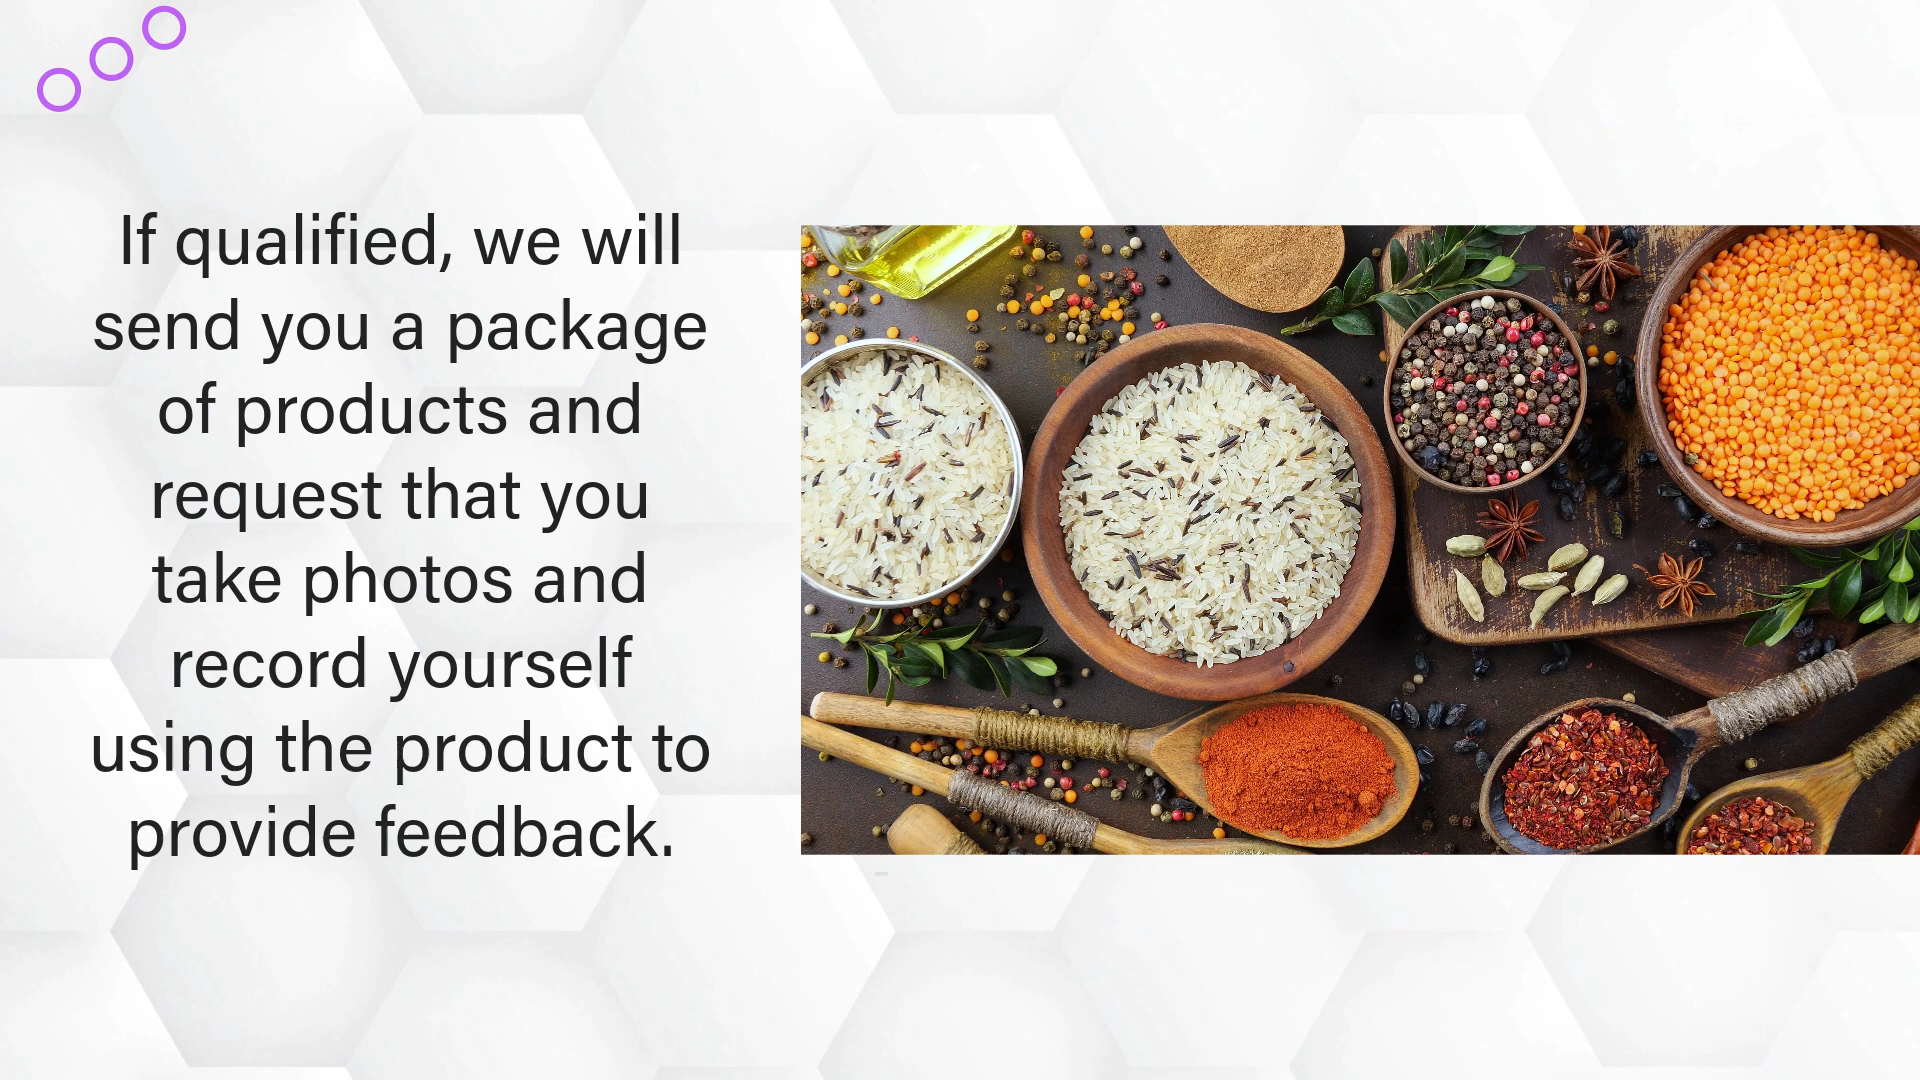 If qualified, we will
send you a package
of products and
request that you
take photos and
record yourself
using the product to
provide feedback.